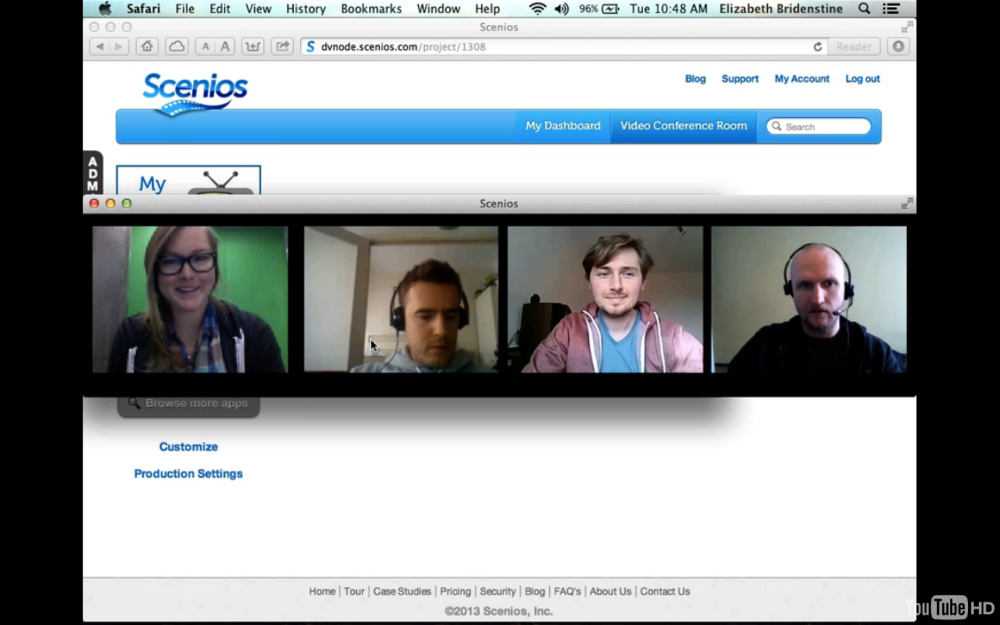 Safari File Edit View History Bookmarks Window Help 96% Tue 10:48 AM Elizabeth Bridenstine
Scenios
A A S dvnode.scenios.com/project/1308 Reader
Scenios
Blog Support My Account Log out
My Dashboard Video Conference Room Search
A
D
M
My
Scenios
Browse more apps
Customize
Production Settings
Home | Tour | Case Studies | Pricing | Security | Blog | FAQ's | About Us | Contact Us
©2013 Scenios, Inc.
YouTube HD